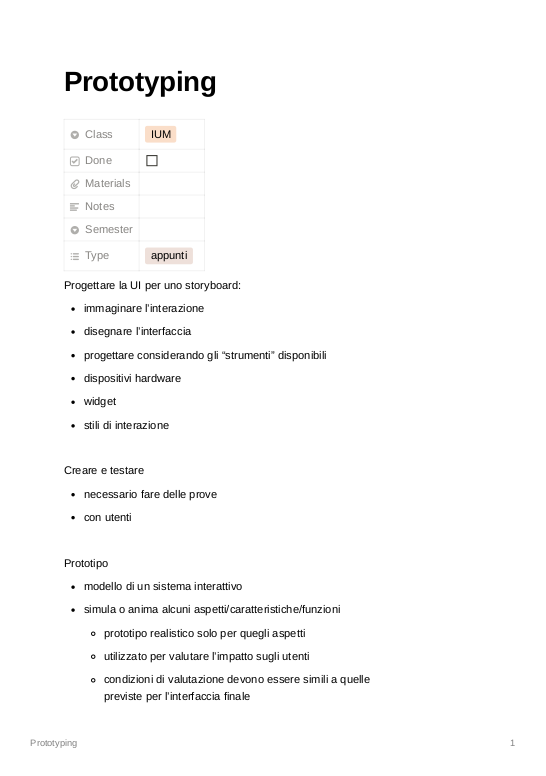 Prototyping
Class IUM
Done
Materials
Notes
Semester
Type appunti
Progettare la UI per uno storyboard:
• immaginare l'interazione
• disegnare l'interfaccia
• progettare considerando gli “strumenti” disponibili
• dispositivi hardware
• widget
• stili di interazione
Creare e testare
• necessario fare delle prove
• con utenti
Prototipo
• modello di un sistema interattivo
• simula o anima alcuni aspetti/caratteristiche/funzioni
◦ prototipo realistico solo per quegli aspetti
◦ utilizzato per valutare l'impatto sugli utenti
◦ condizioni di valutazione devono essere simili a quelle
previste per l'interfaccia finale
Prototyping 1